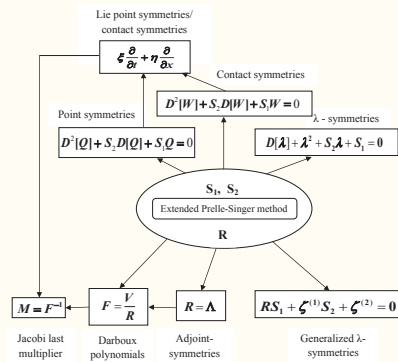 Lie point symmetries/
contact symmetries
ξ ∂/∂t + η ∂/∂x
Contact symmetries
D²[W] + S₂D[W] + S₁W = 0
Point symmetries
D²[Q] + S₂D[Q] + S₁Q = 0
λ - symmetries
D[λ] + λ² + S₂λ + S₁ = 0
S₁, S₂
Extended Prelle-Singer method
R
M = F⁻¹
F = V/R
R = Λ
RS₁ + ζ⁽¹⁾S₂ + ζ⁽²⁾ = 0
Jacobi last
multiplier
Darboux
polynomials
Adjoint-
symmetries
Generalized λ-
symmetries